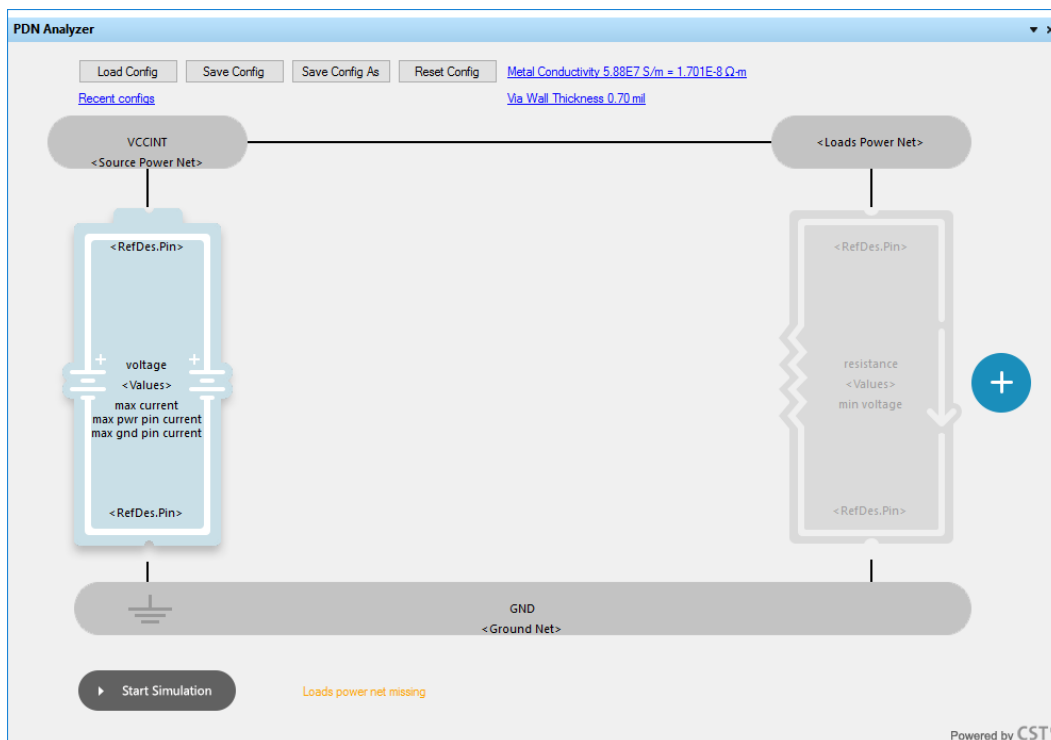 PDN Analyzer
Load Config Save Config Save Config As Reset Config Metal Conductivity 5.88E7 S/m = 1.701E-8 Ω-m
Recent configs Via Wall Thickness 0.70 mil
VCCINT
<Source Power Net>
<Loads Power Net>
<RefDes.Pin>
voltage
<Values>
max current
max pwr pin current
max gnd pin current
<RefDes.Pin>
<RefDes.Pin>
resistance
<Values>
min voltage
<RefDes.Pin>
GND
<Ground Net>
Start Simulation
Loads power net missing
Powered by CST